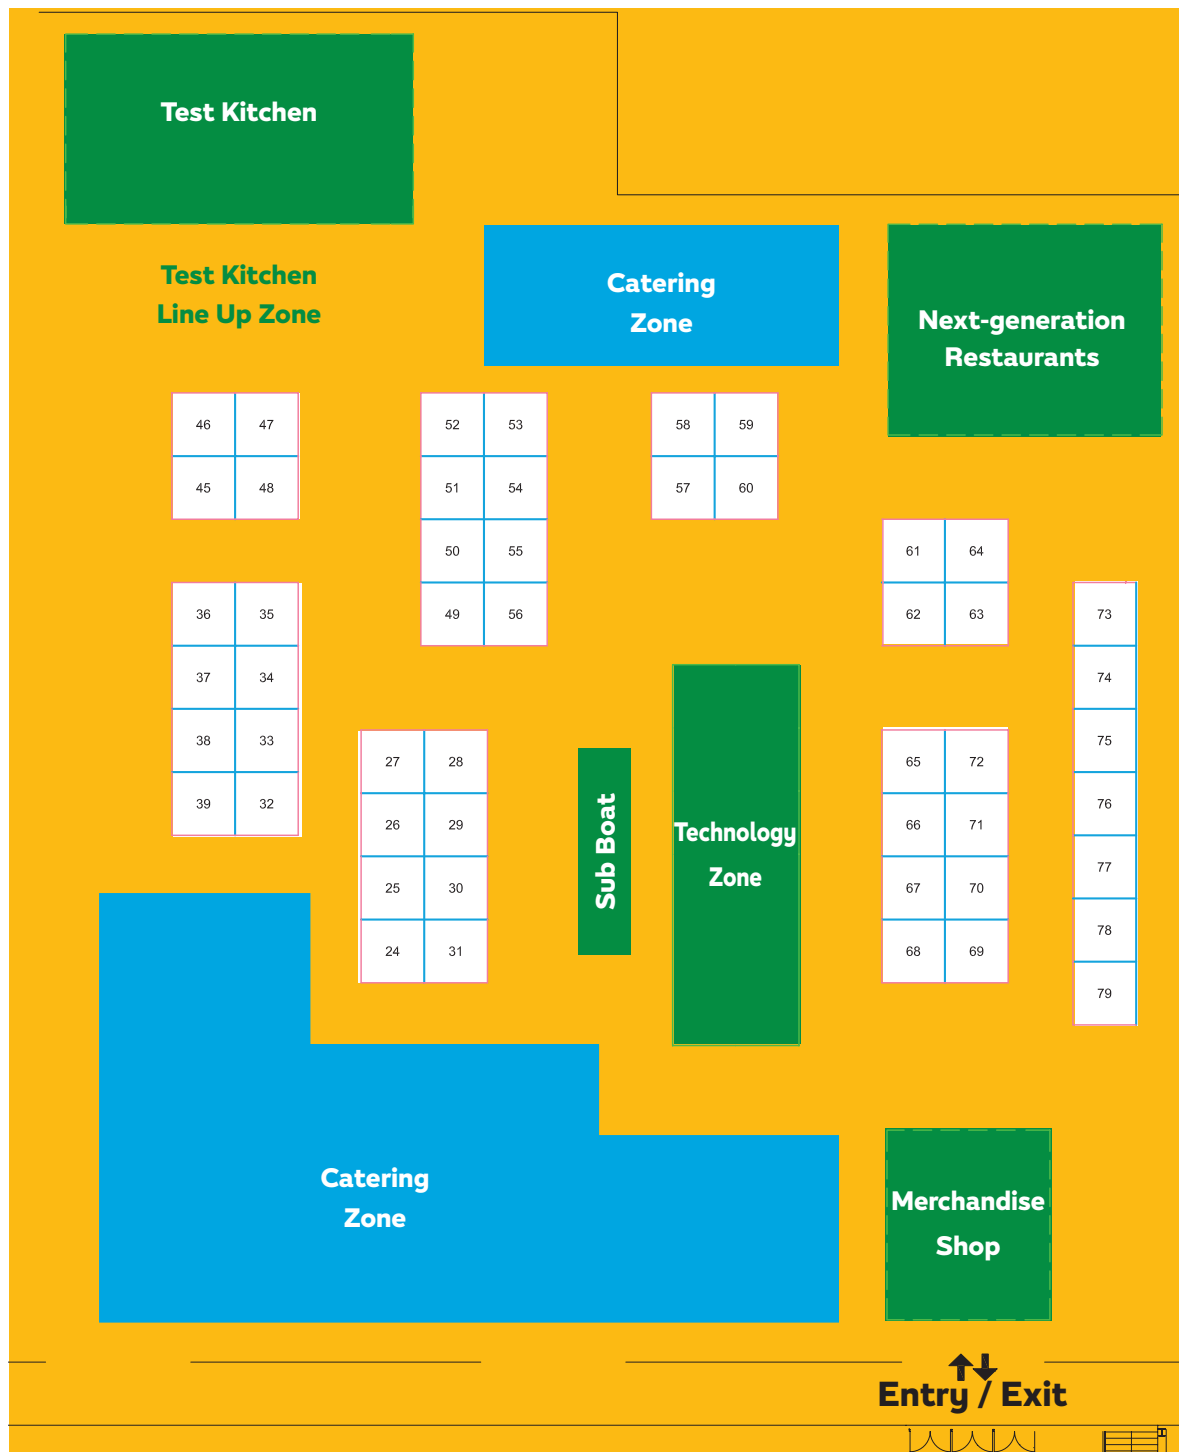 Test Kitchen
Test Kitchen
Line Up Zone
Catering
Zone
Next-generation
Restaurants
46 47
45 48
52 53
51 54
50 55
49 56
58 59
57 60
61 64
62 63
36 35
37 34
38 33
39 32
27 28
26 29
25 30
24 31
Sub Boat
Technology
Zone
65 72
66 71
67 70
68 69
73
74
75
76
77
78
79
Catering
Zone
Merchandise
Shop
Entry / Exit